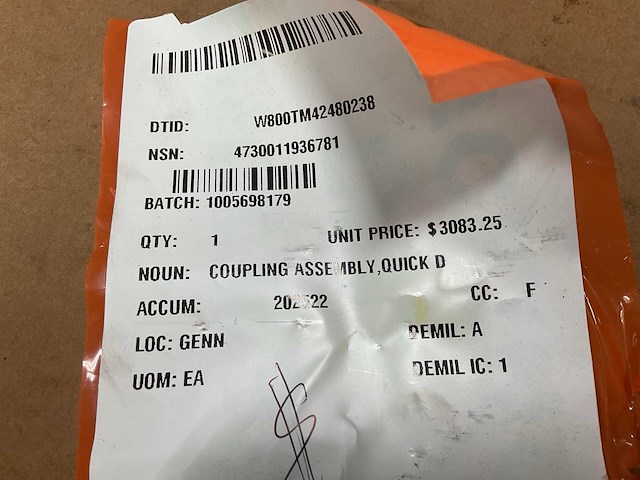 DTID: W800TM42480238
NSN: 4730011936781
BATCH: 1005698179
QTY: 1 UNIT PRICE: $3083.25
NOUN: COUPLING ASSEMBLY,QUICK D
ACCUM:
CC: F
LOC: GENN
DEMIL: A
UOM: EA
DEMIL IC: 1
$